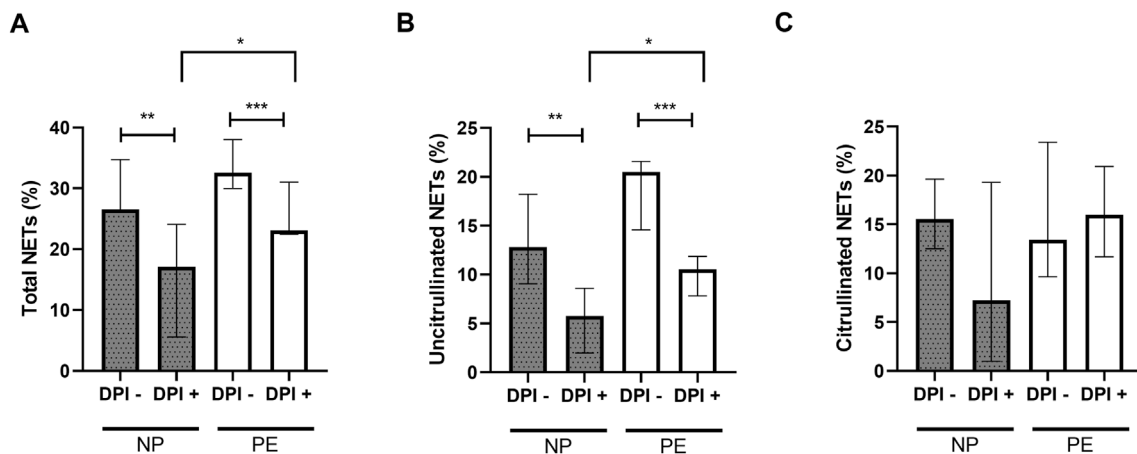 A
*
**
***
Total NETs (%)
40
30
20
10
0
DPI - DPI + DPI - DPI +
NP PE
B
*
**
***
Uncitrullinated NETs (%)
25
20
15
10
5
0
DPI - DPI + DPI - DPI +
NP PE
C
Citrullinated NETs (%)
25
20
15
10
5
0
DPI - DPI + DPI - DPI +
NP PE